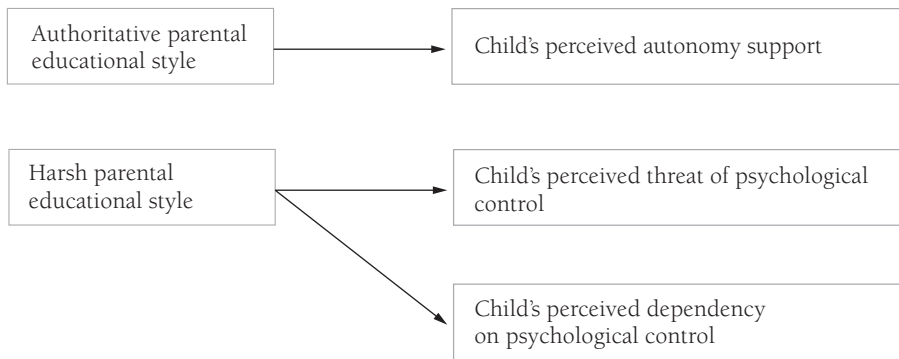 Authoritative parental
educational style
Child's perceived autonomy support
Harsh parental
educational style
Child's perceived threat of psychological
control
Child's perceived dependency
on psychological control